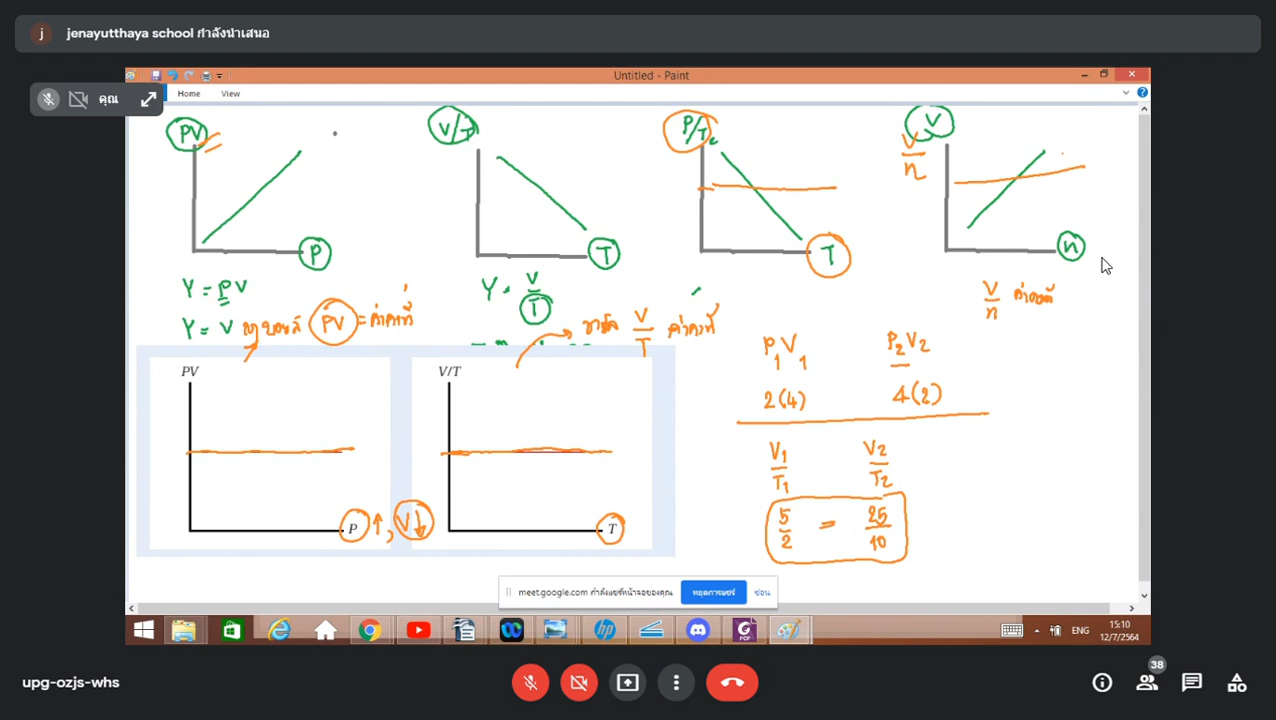 j jenayutthaya school กำลังนำเสนอ
Untitled - Paint
คุณ
Home View
PV
P
V/T
T
P/T
T
V
V/n
n
Y = PV
Y = V
PV = ค่าคงที่
Y = V/T
V/T ค่าคงที่
V/n ค่าคงที่
P1V1 P2V2
2(4) 4(2)
V1/T1 V2/T2
5/2 = 25/10
PV
P ↑, V↓
V/T
T
meet.google.com กำลังแชร์หน้าจอของคุณ หยุดการแชร์ ซ่อน
ENG
15:10
12/7/2564
upg-ozjs-whs
38